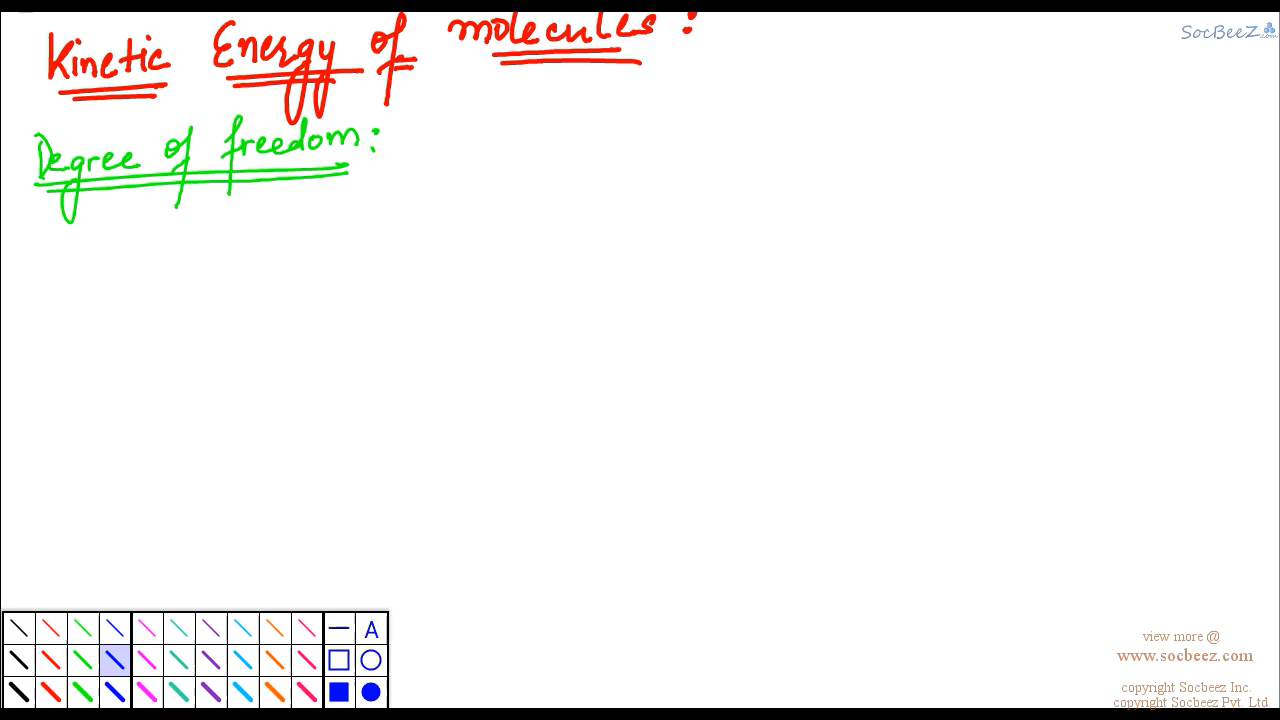 Kinetic Energy of molecules :
SocBeeZ.com
Degree of freedom :
A
view more @
www.socbeez.com
copyright Socbeez Inc.
copyright Socbeez Pvt. Ltd.